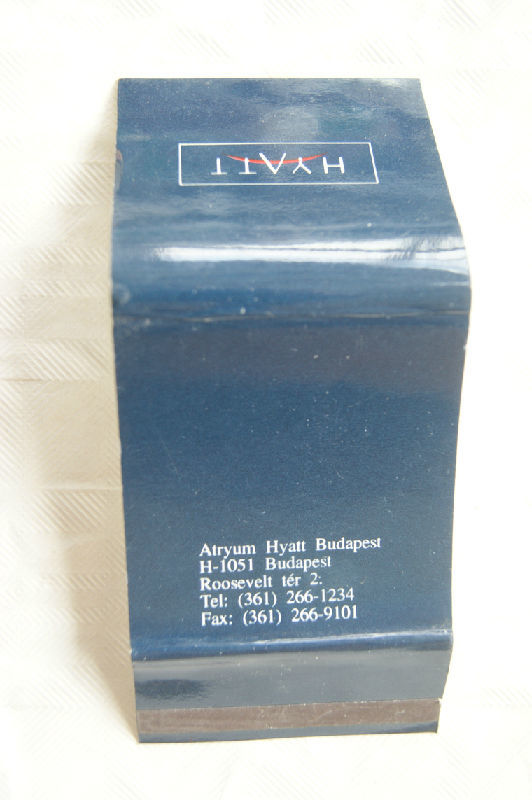 HYATT
Atryum Hyatt Budapest
H-1051 Budapest
Roosevelt tér 2.
Tel: (361) 266-1234
Fax: (361) 266-9101